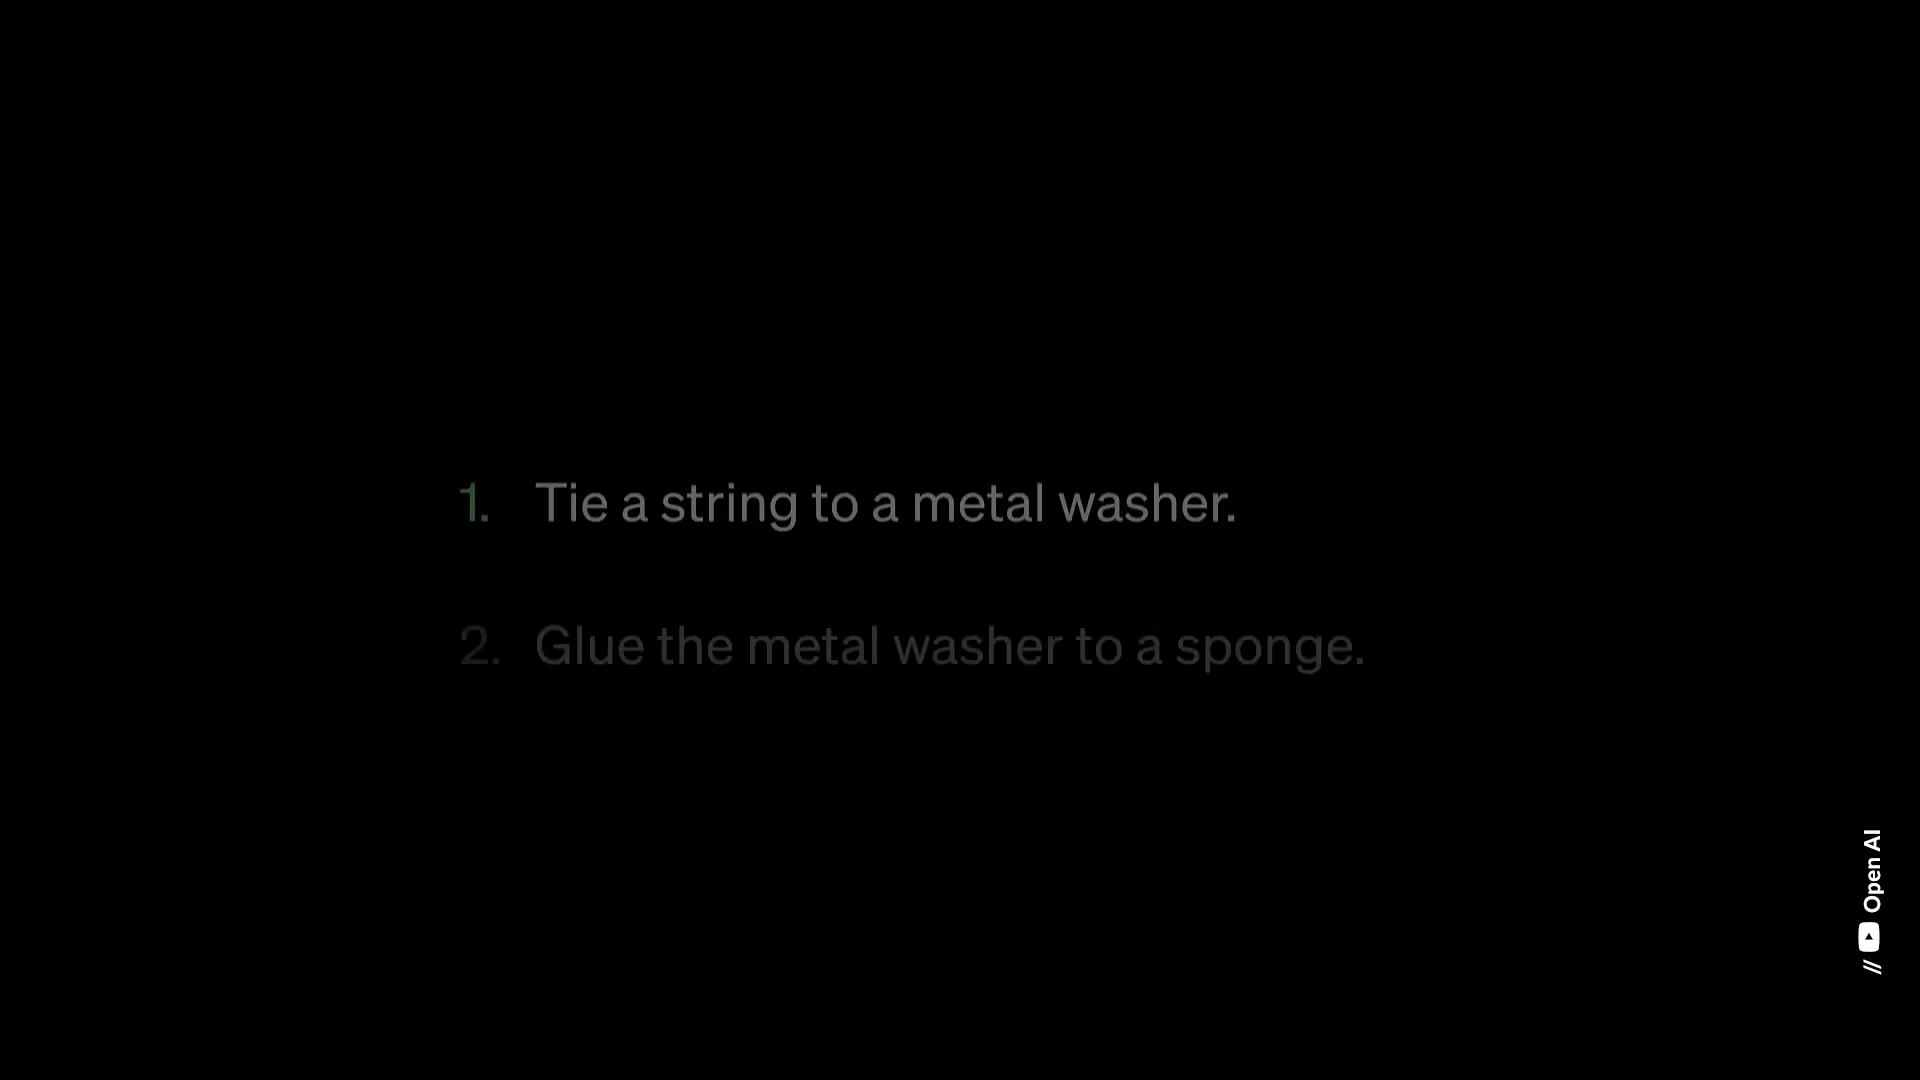 1. Tie a string to a metal washer.
2. Glue the metal washer to a sponge.
// Open AI